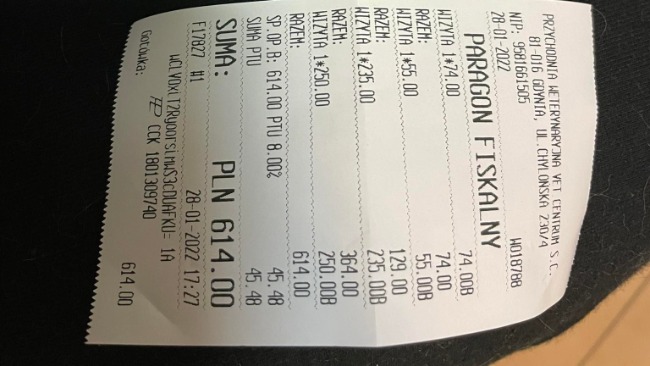 PRZYCHODNIA WETERYNARYJNA VET CENTRUM S.C.
81-016 GDYNIA, UL. CHYLOŃSKA 230/4
NIP: 9581661505
28-01-2022 W018788
PARAGON FISKALNY
WIZYTA 1*74.00 74.00B
RAZEM: 74.00
WIZYTA 1*55.00 55.00B
RAZEM: 129.00
WIZYTA 1*235.00 235.00B
RAZEM: 364.00
WIZYTA 1*250.00 250.00B
RAZEM: 614.00
SP.OP.B: 614.00 PTU 8.00% 45.48
SUMA PTU 45.48
SUMA: PLN 614.00
F17827 #1 28-01-2022 17:27
CCK 1801309740
Gotówka: 614.00